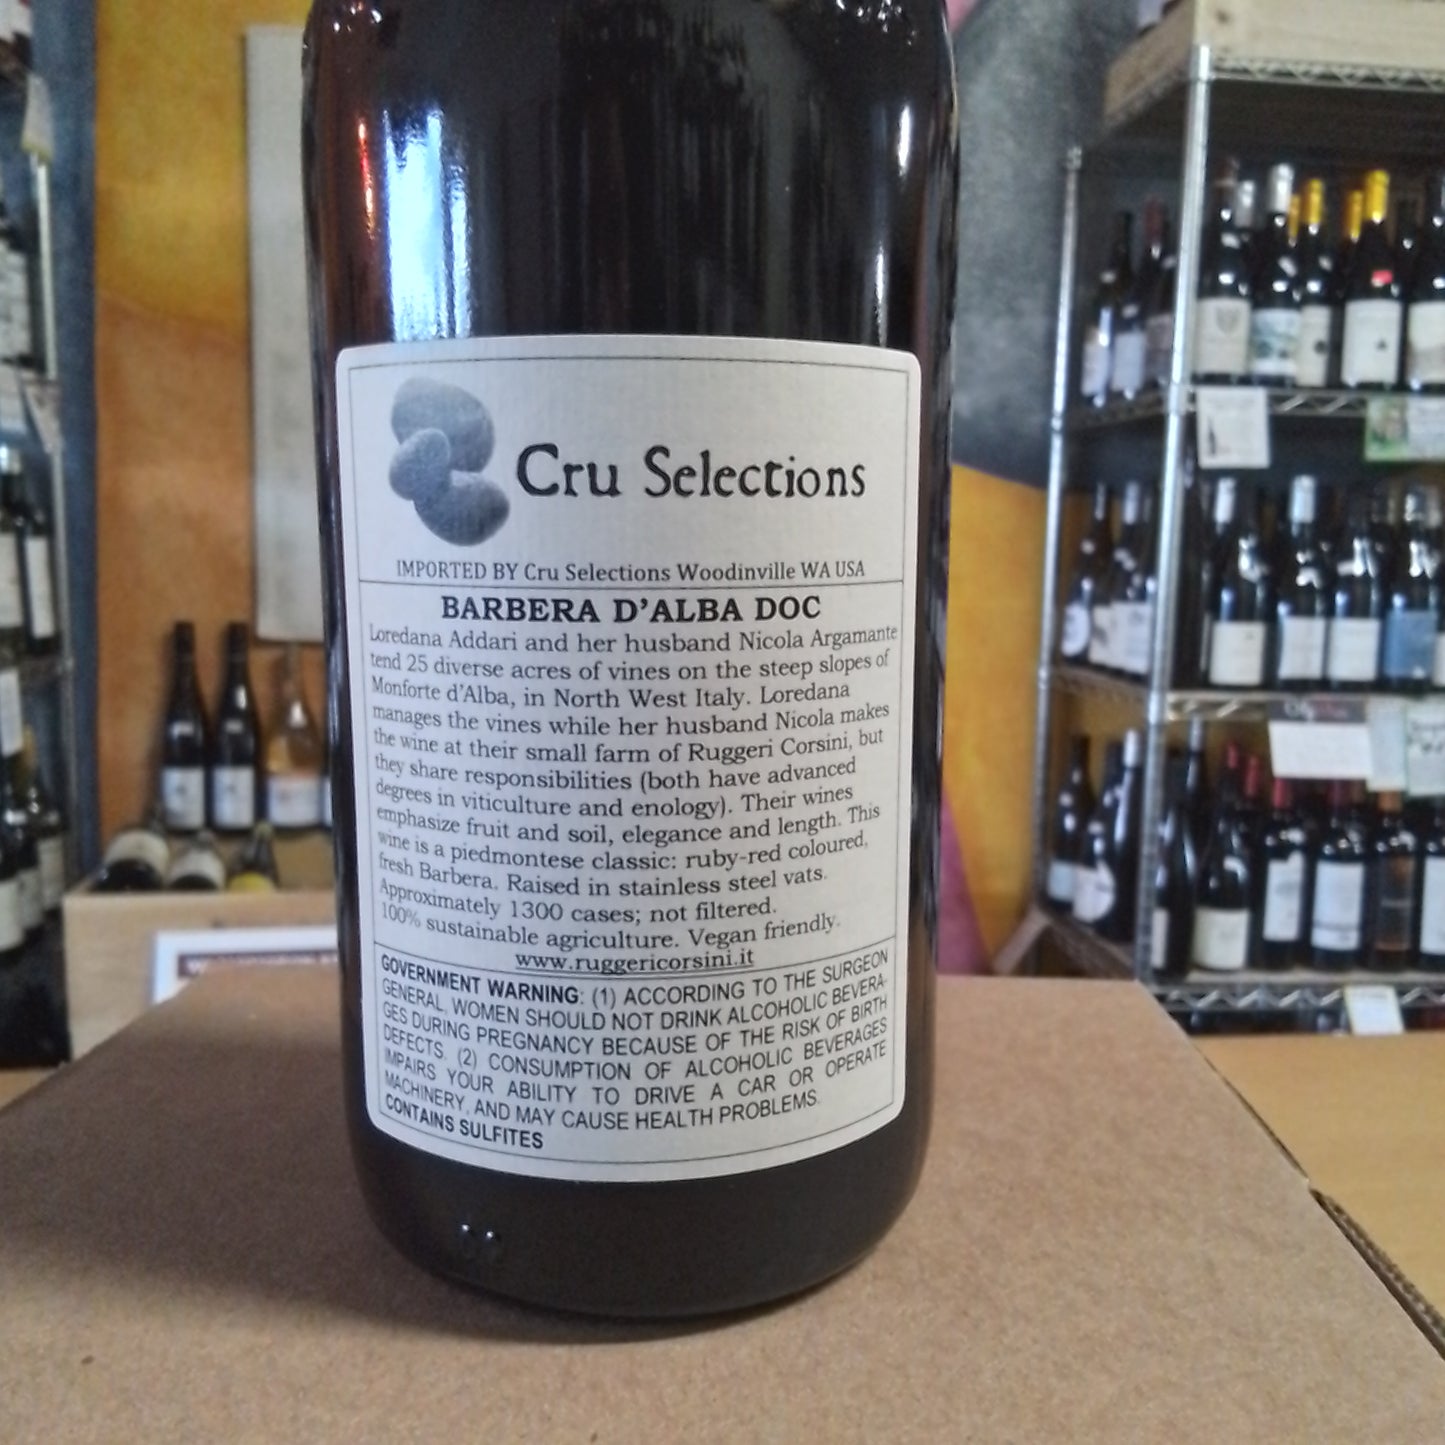 Cru Selections
IMPORTED BY Cru Selections Woodinville WA USA
BARBERA D'ALBA DOC
Loredana Addari and her husband Nicola Argamante
tend 25 diverse acres of vines on the steep slopes of
Monforte d'Alba, in North West Italy. Loredana
manages the vines while her husband Nicola makes
the wine at their small farm of Ruggeri Corsini, but
they share responsibilities (both have advanced
degrees in viticulture and enology). Their wines
emphasize fruit and soil, elegance and length. This
wine is a piedmontese classic: ruby-red coloured,
fresh Barbera. Raised in stainless steel vats.
Approximately 1300 cases; not filtered.
100% sustainable agriculture. Vegan friendly.
www.ruggericorsini.it
GOVERNMENT WARNING: (1) ACCORDING TO THE SURGEON
GENERAL, WOMEN SHOULD NOT DRINK ALCOHOLIC BEVERA-
GES DURING PREGNANCY BECAUSE OF THE RISK OF BIRTH
DEFECTS. (2) CONSUMPTION OF ALCOHOLIC BEVERAGES
IMPAIRS YOUR ABILITY TO DRIVE A CAR OR OPERATE
MACHINERY, AND MAY CAUSE HEALTH PROBLEMS.
CONTAINS SULFITES